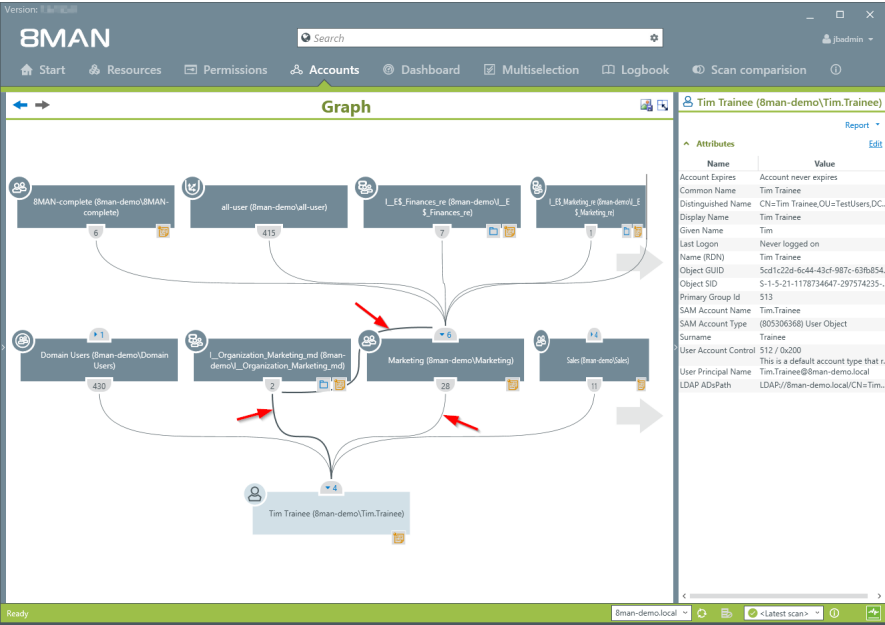 Version:
8MAN
Search
jbadmin
Start
Resources
Permissions
Accounts
Dashboard
Multiselection
Logbook
Scan comparision
Graph
8MAN-complete (8man-demo\8MAN-
complete)
6
all-user (8man-demo\all-user)
415
l__E$_Finances_re (8man-demo\l__E
$_Finances_re)
7
l_E$_Marketing_re (8man-demo\l_E
$_Marketing_re)
1
1
Domain Users (8man-demo\Domain
Users)
430
l__Organization_Marketing_md (8man-
demo\l__Organization_Marketing_md)
2
6
Marketing (8man-demo\Marketing)
28
4
Sales (8man-demo\Sales)
11
4
Tim Trainee (8man-demo\Tim.Trainee)
Tim Trainee (8man-demo\Tim.Trainee)
Report
Attributes
Edit
Name Value
Account Expires Account never expires
Common Name Tim Trainee
Distinguished Name CN=Tim Trainee,OU=TestUsers,DC...
Display Name Tim Trainee
Given Name Tim
Last Logon Never logged on
Name (RDN) Tim Trainee
Object GUID 5cd1c22d-6c44-43cf-987c-63fb854...
Object SID S-1-5-21-1178734647-297574235-...
Primary Group Id 513
SAM Account Name Tim.Trainee
SAM Account Type (805306368) User Object
Surname Trainee
User Account Control 512 / 0x200
This is a default account type that r...
User Principal Name Tim.Trainee@8man-demo.local
LDAP ADsPath LDAP://8man-demo.local/CN=Tim...
Ready
8man-demo.local
<Latest scan>